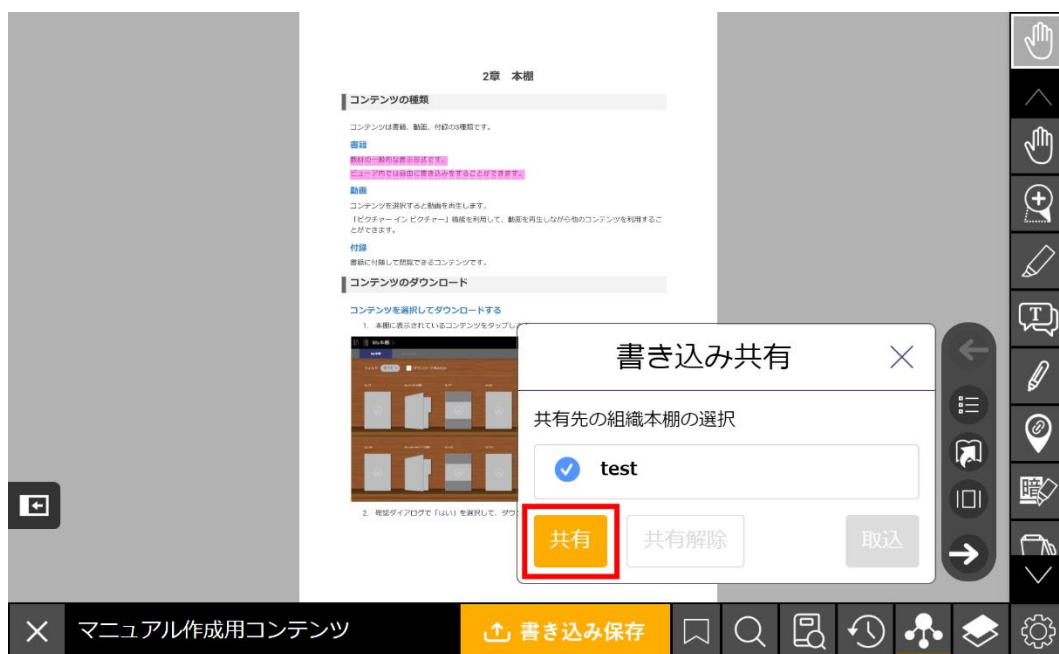 2章 本棚
コンテンツの種類
コンテンツは書籍、動画、付録の3種類です。
書籍
教材の一般的な表示形式です。
ビューア内では自由に書き込みをすることができます。
動画
コンテンツを選択すると動画を再生します。
「ピクチャー イン ピクチャー」機能を利用して、動画を再生しながら他のコンテンツを利用するこ
とができます。
付録
書籍に付随して閲覧できるコンテンツです。
コンテンツのダウンロード
コンテンツを選択してダウンロードする
1. 本棚に表示されているコンテンツをタップし
My本棚
2. 確認ダイアログで「はい」を選択して、ダウ
書き込み共有
共有先の組織本棚の選択
test
共有 共有解除 取込
T
暗
マニュアル作成用コンテンツ
書き込み保存